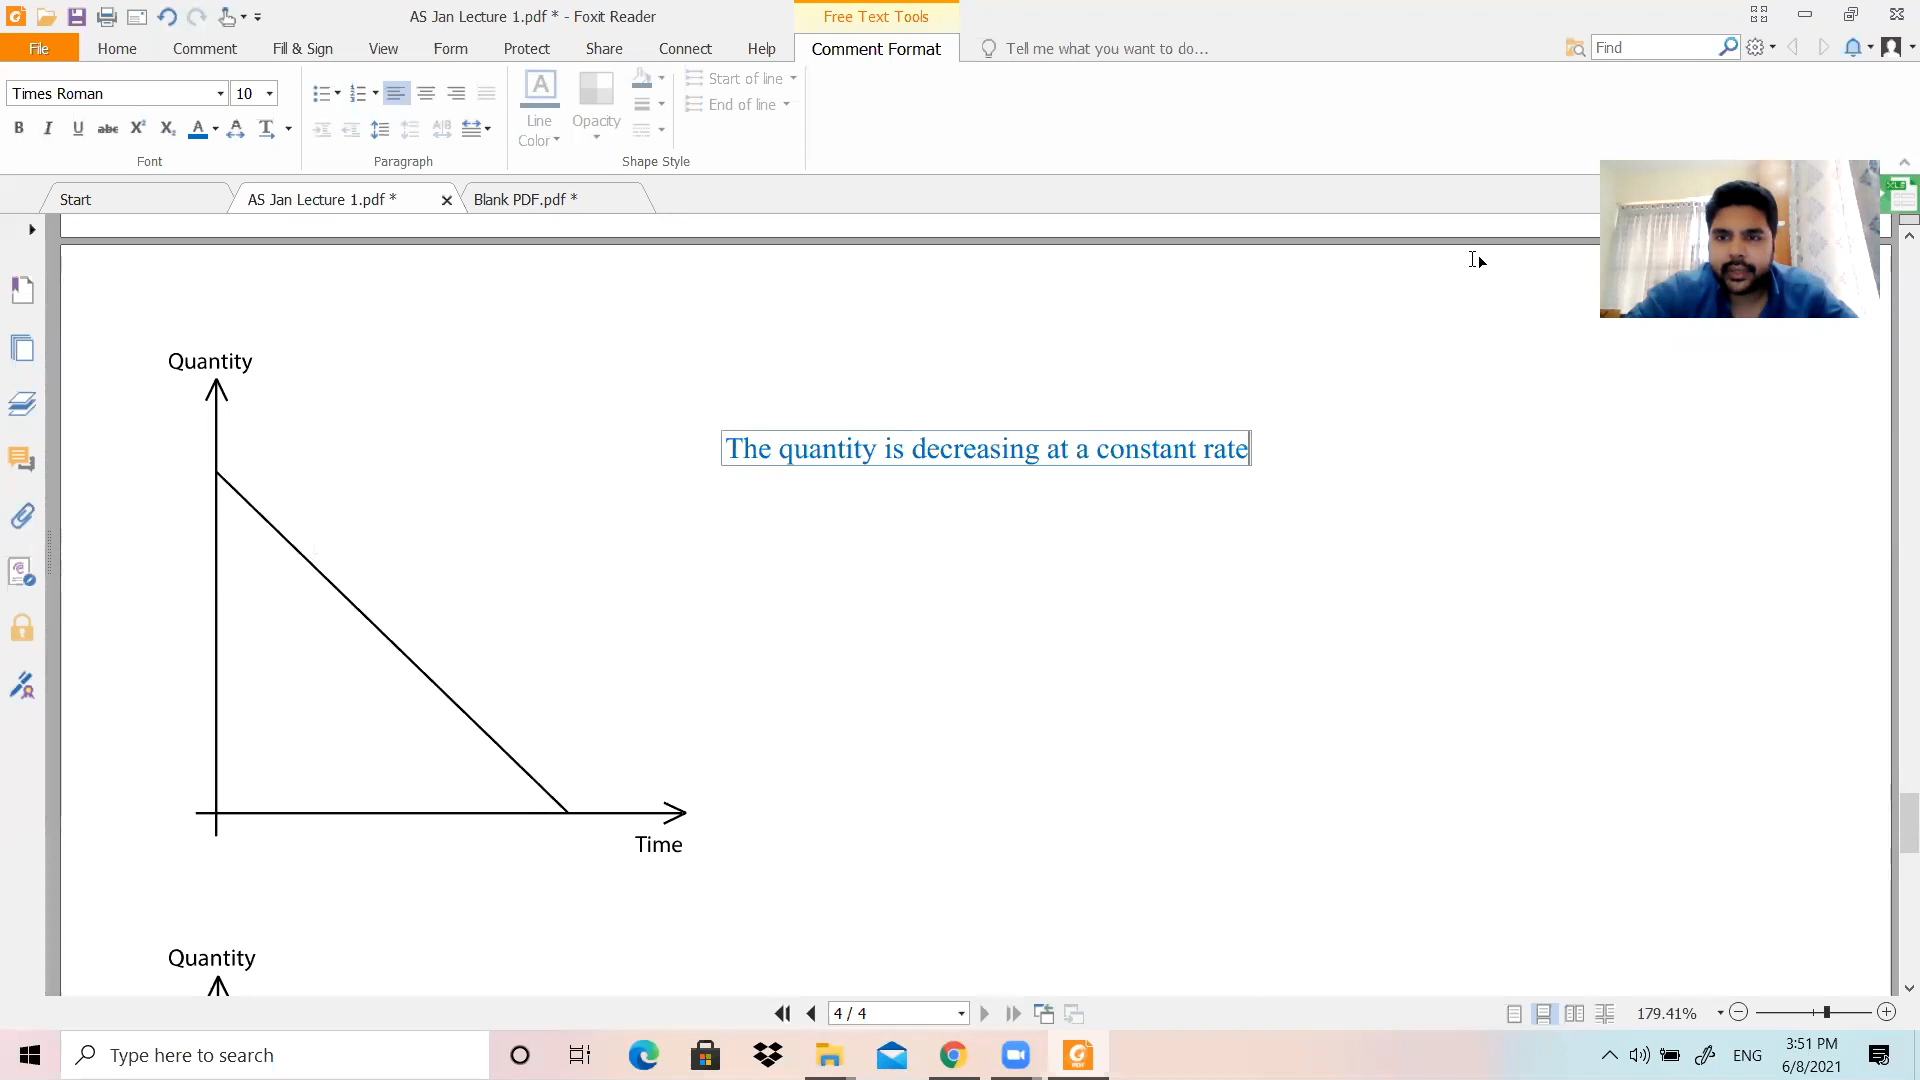 AS Jan Lecture 1.pdf * - Foxit Reader
Free Text Tools
File
Home
Comment
Fill & Sign
View
Form
Protect
Share
Connect
Help
Comment Format
Tell me what you want to do...
Find
Times Roman
10
Start of line
End of line
Line
Color
Opacity
Font
Paragraph
Shape Style
Start
AS Jan Lecture 1.pdf *
Blank PDF.pdf *
Quantity
The quantity is decreasing at a constant rate
Time
Quantity
4 / 4
179.41%
Type here to search
ENG
3:51 PM
6/8/2021